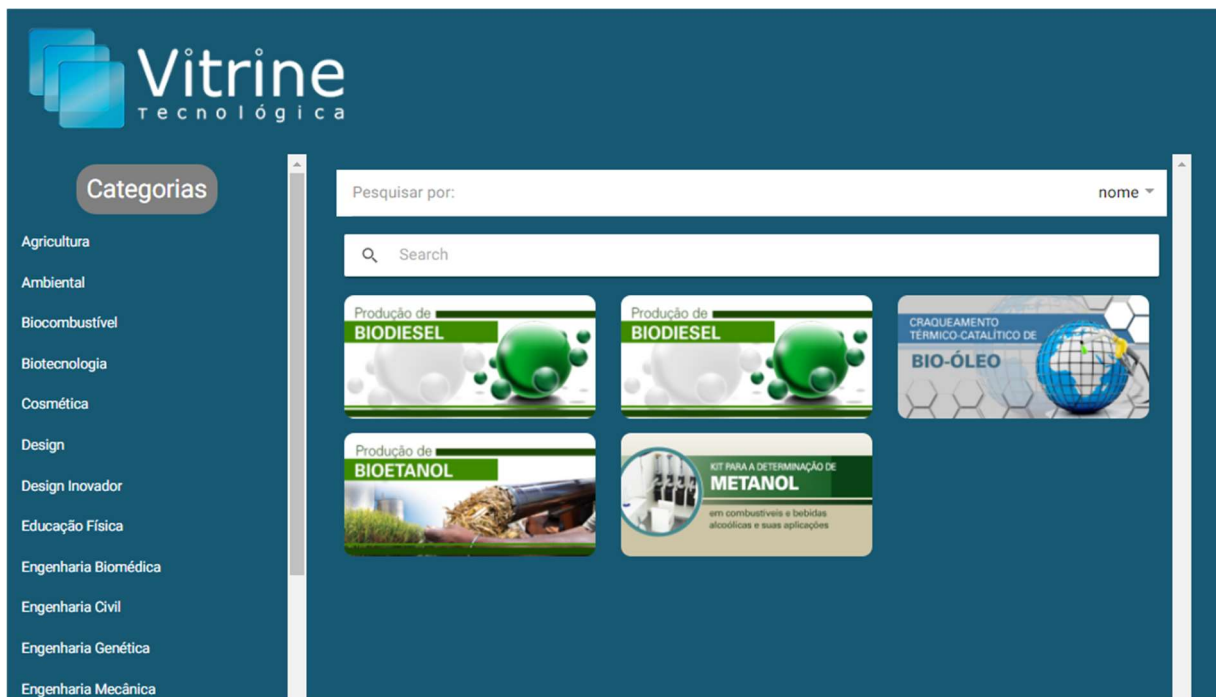 Vitrine
Tecnológica
Categorias
Agricultura
Ambiental
Biocombustível
Biotecnologia
Cosmética
Design
Design Inovador
Educação Física
Engenharia Biomédica
Engenharia Civil
Engenharia Genética
Engenharia Mecânica
Pesquisar por: nome
Search
Produção de
BIODIESEL
Produção de
BIODIESEL
CRAQUEAMENTO
TÉRMICO-CATALÍTICO DE
BIO-ÓLEO
Produção de
BIOETANOL
KIT PARA A DETERMINAÇÃO DE
METANOL
em combustíveis e bebidas
alcoólicas e suas aplicações